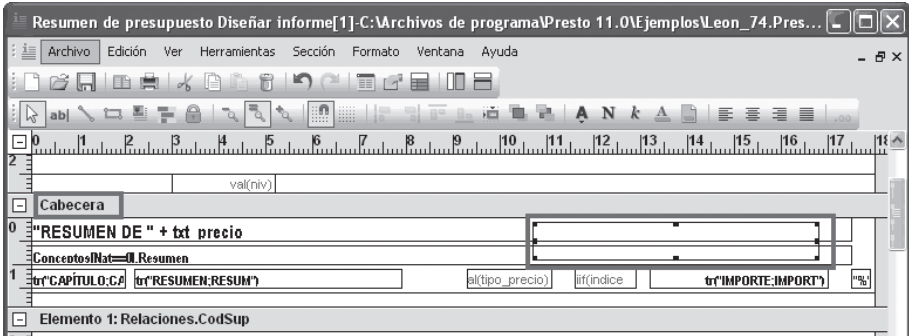 Resumen de presupuesto Diseñar informe[1]-C:\Archivos de programa\Presto 11.0\Ejemplos\Leon_74.Pres...
Archivo Edición Ver Herramientas Sección Formato Ventana Ayuda
ab| A N k A .00
0 1 2 3 4 5 6 7 8 9 10 11 12 13 14 15 16 17 18
2
val(niv)
Cabecera
0 "RESUMEN DE " + txt_precio
Conceptos[Nat==0].Resumen
1 tr("CAPÍTULO;CA tr("RESUMEN;RESUM") al(tipo_precio) iif(indice tr("IMPORTE;IMPORT") "%"
Elemento 1: Relaciones.CodSup